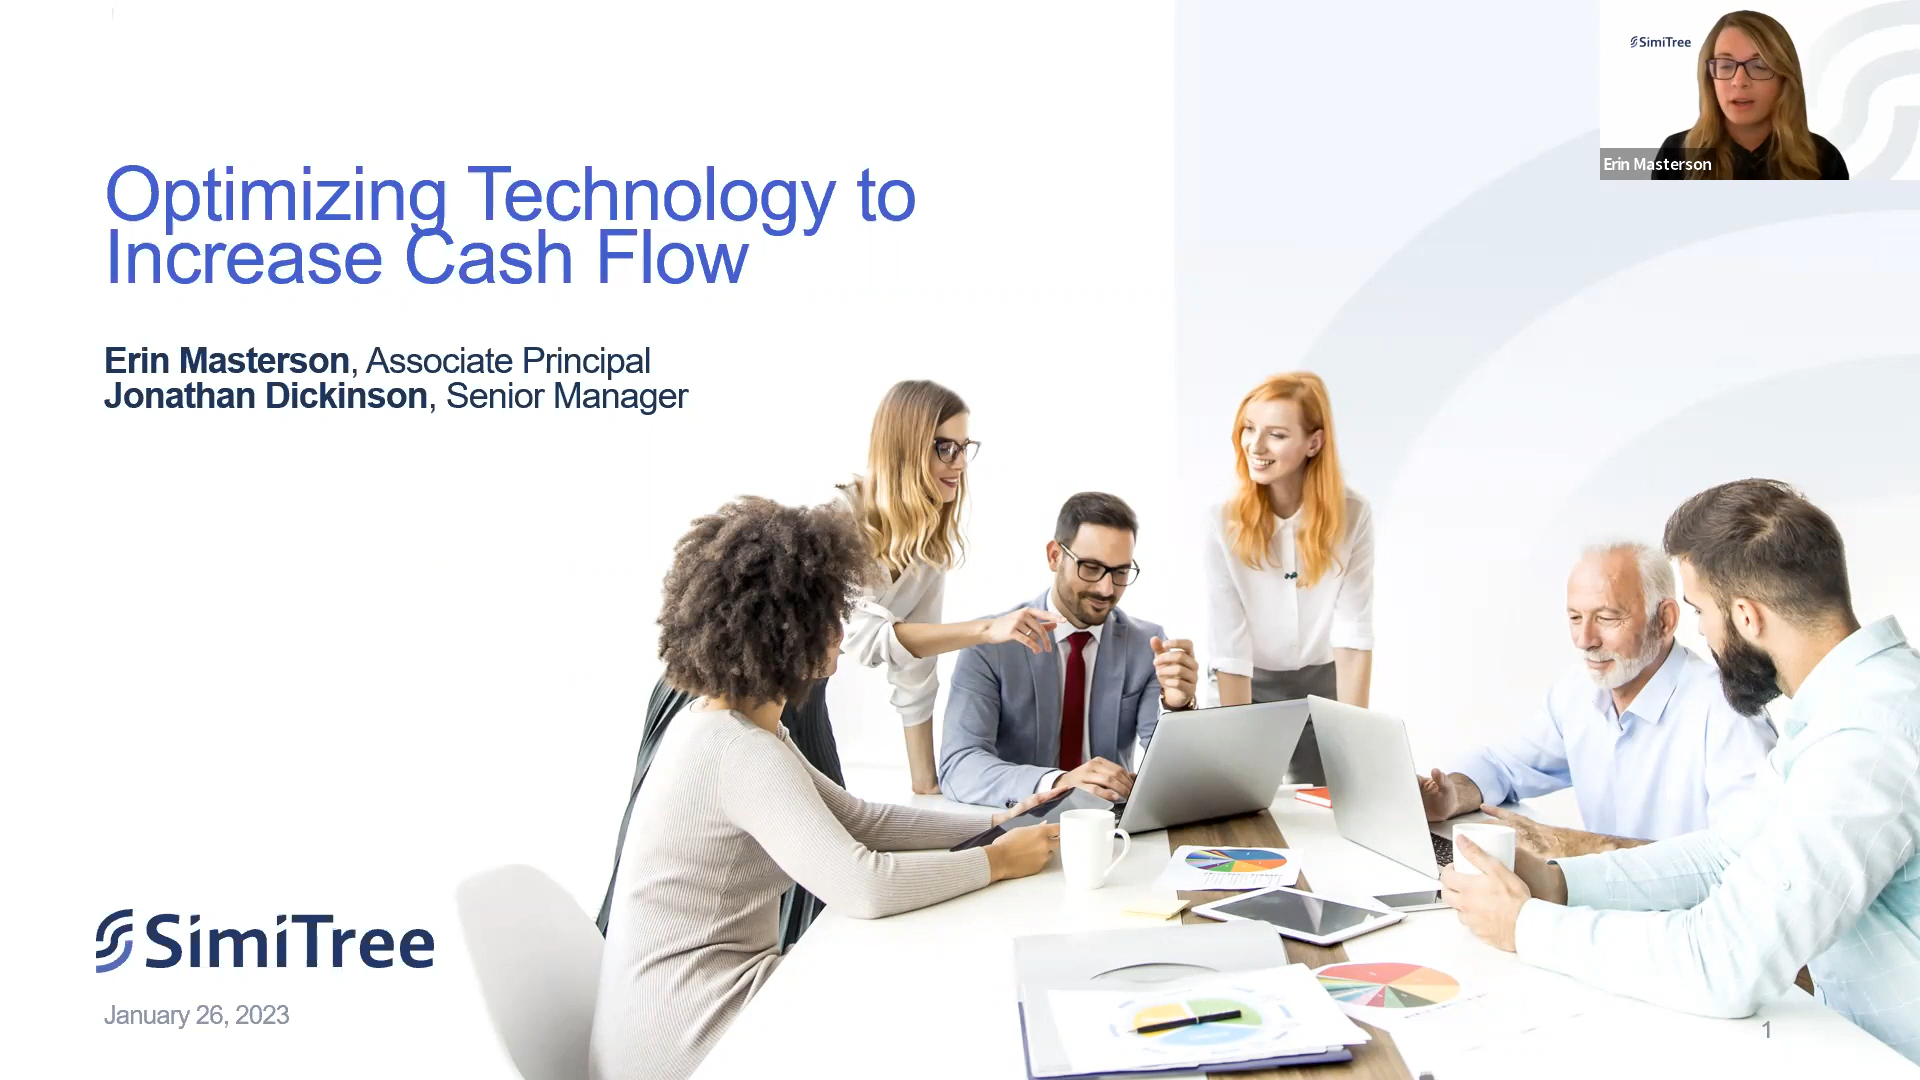 SimiTree
Erin Masterson
Optimizing Technology to
Increase Cash Flow
Erin Masterson, Associate Principal
Jonathan Dickinson, Senior Manager
SimiTree
January 26, 2023
1